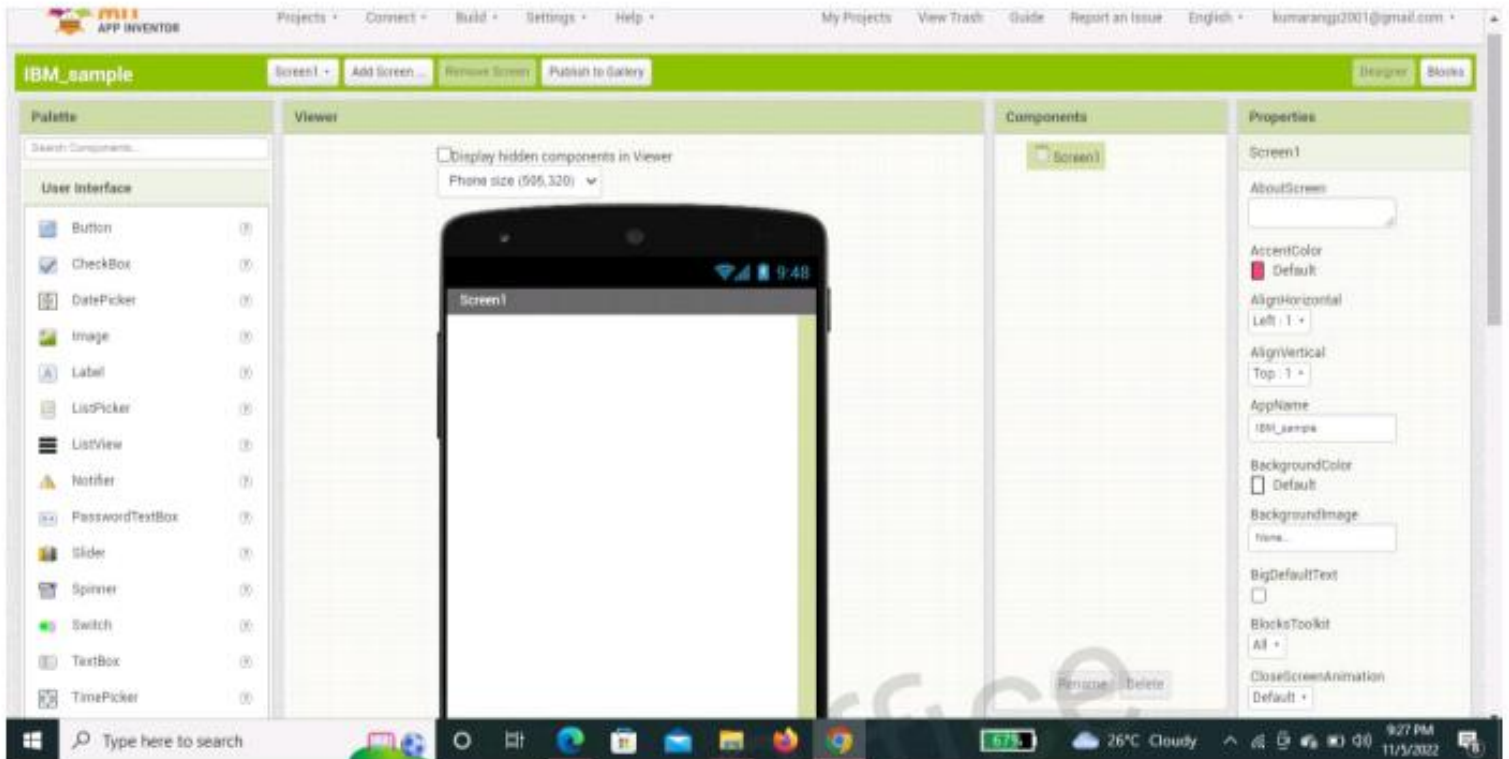 MIT
APP INVENTOR
Projects Connect Build Settings Help My Projects View Trash Guide Report an Issue English kumarangp2001@gmail.com
IBM_sample Screen1 Add Screen ... Remove Screen Publish to Gallery Designer Blocks
Palette
Search Components...
User Interface
Button
CheckBox
DatePicker
Image
Label
ListPicker
ListView
Notifier
PasswordTextBox
Slider
Spinner
Switch
TextBox
TimePicker
Viewer
Display hidden components in Viewer
Phone size (505,320)
9:48
Screen1
Components
Screen1
Rename Delete
Properties
Screen1
AboutScreen
AccentColor
Default
AlignHorizontal
Left : 1
AlignVertical
Top : 1
AppName
IBM_sample
BackgroundColor
Default
BackgroundImage
None...
BigDefaultText
BlocksToolkit
All
CloseScreenAnimation
Default
Type here to search
67%
26°C Cloudy
9:27 PM
11/5/2022